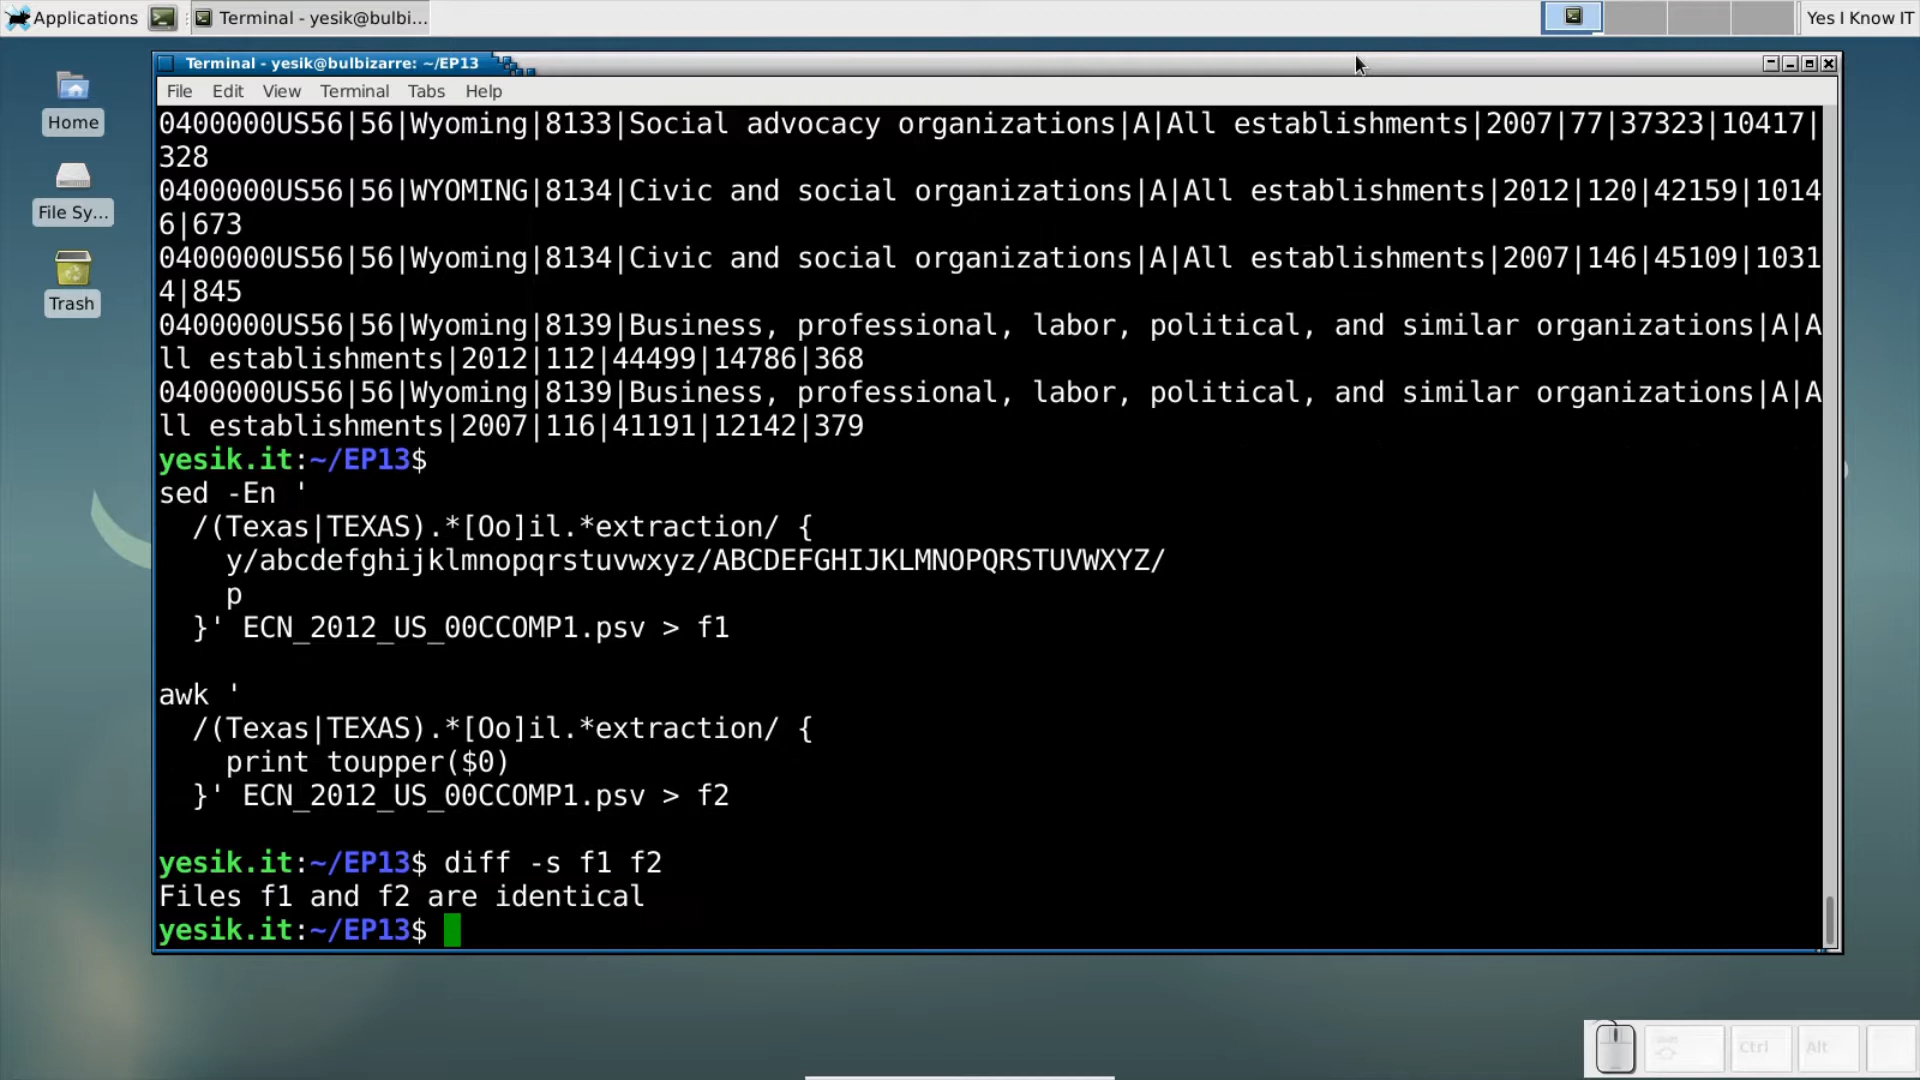 Applications
Terminal - yesik@bulbi...
Yes I Know IT
Terminal - yesik@bulbizarre: ~/EP13
File Edit View Terminal Tabs Help
Home
File Sy...
Trash
0400000US56|56|Wyoming|8133|Social advocacy organizations|A|All establishments|2007|77|37323|10417|
328
0400000US56|56|WYOMING|8134|Civic and social organizations|A|All establishments|2012|120|42159|1014
6|673
0400000US56|56|Wyoming|8134|Civic and social organizations|A|All establishments|2007|146|45109|1031
4|845
0400000US56|56|Wyoming|8139|Business, professional, labor, political, and similar organizations|A|A
ll establishments|2012|112|44499|14786|368
0400000US56|56|Wyoming|8139|Business, professional, labor, political, and similar organizations|A|A
ll establishments|2007|116|41191|12142|379
yesik.it:~/EP13$
sed -En '
  /(Texas|TEXAS).*[Oo]il.*extraction/ {
    y/abcdefghijklmnopqrstuvwxyz/ABCDEFGHIJKLMNOPQRSTUVWXYZ/
    p
  }' ECN_2012_US_00CCOMP1.psv > f1
awk '
  /(Texas|TEXAS).*[Oo]il.*extraction/ {
    print toupper($0)
  }' ECN_2012_US_00CCOMP1.psv > f2
yesik.it:~/EP13$ diff -s f1 f2
Files f1 and f2 are identical
yesik.it:~/EP13$
Ctrl Alt